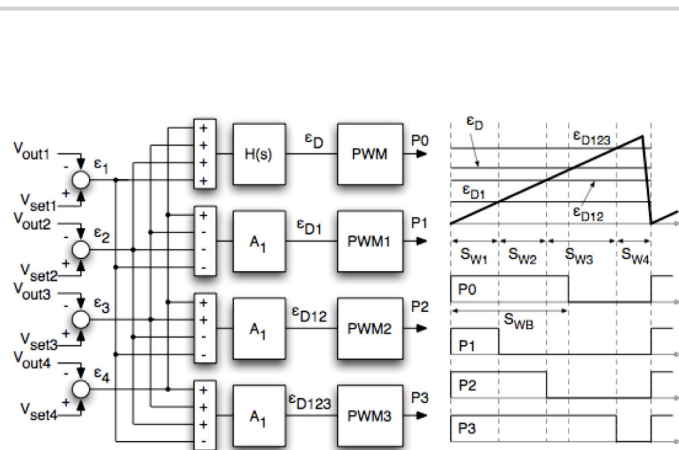 Vout1
-
ε1
+
Vset1
Vout2
-
ε2
+
Vset2
Vout3
-
ε3
+
Vset3
Vout4
-
ε4
+
Vset4
+
+
+
+
H(s)
εD
PWM
P0
+
+
-
-
-
A1
εD1
PWM1
P1
+
+
-
-
A1
εD12
PWM2
P2
+
+
+
-
A1
εD123
PWM3
P3
εD
εD123
εD1
εD12
SW1 SW2 SW3 SW4
P0
SWB
P1
P2
P3